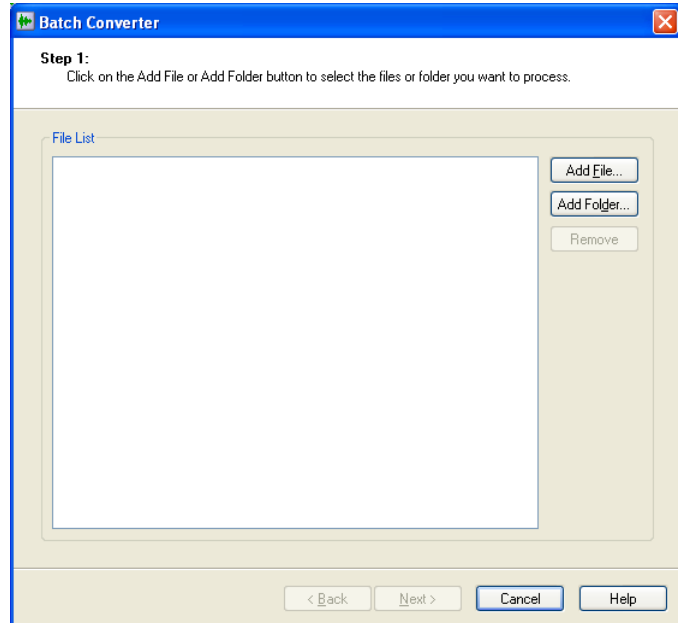 Batch Converter
Step 1:
Click on the Add File or Add Folder button to select the files or folder you want to process.
File List
Add File...
Add Folder...
Remove
< Back Next > Cancel Help